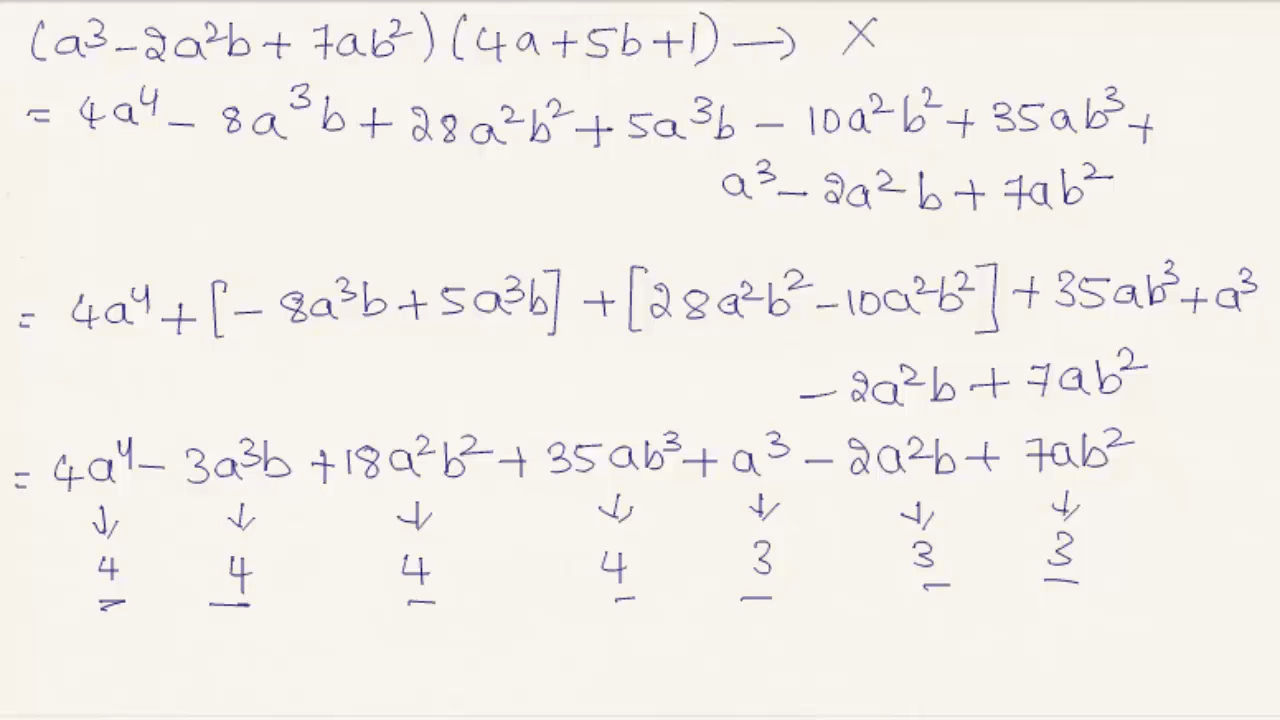 (a³ - 2a²b + 7ab²) (4a + 5b + 1) → X
= 4a⁴ - 8a³b + 28a²b² + 5a³b - 10a²b² + 35ab³ +
a³ - 2a²b + 7ab²
= 4a⁴ + [- 8a³b + 5a³b] + [28a²b² - 10a²b²] + 35ab³ + a³
- 2a²b + 7ab²
= 4a⁴ - 3a³b + 18a²b² + 35ab³ + a³ - 2a²b + 7ab²
↓ ↓ ↓ ↓ ↓ ↓ ↓
4 4 4 4 3 3 3